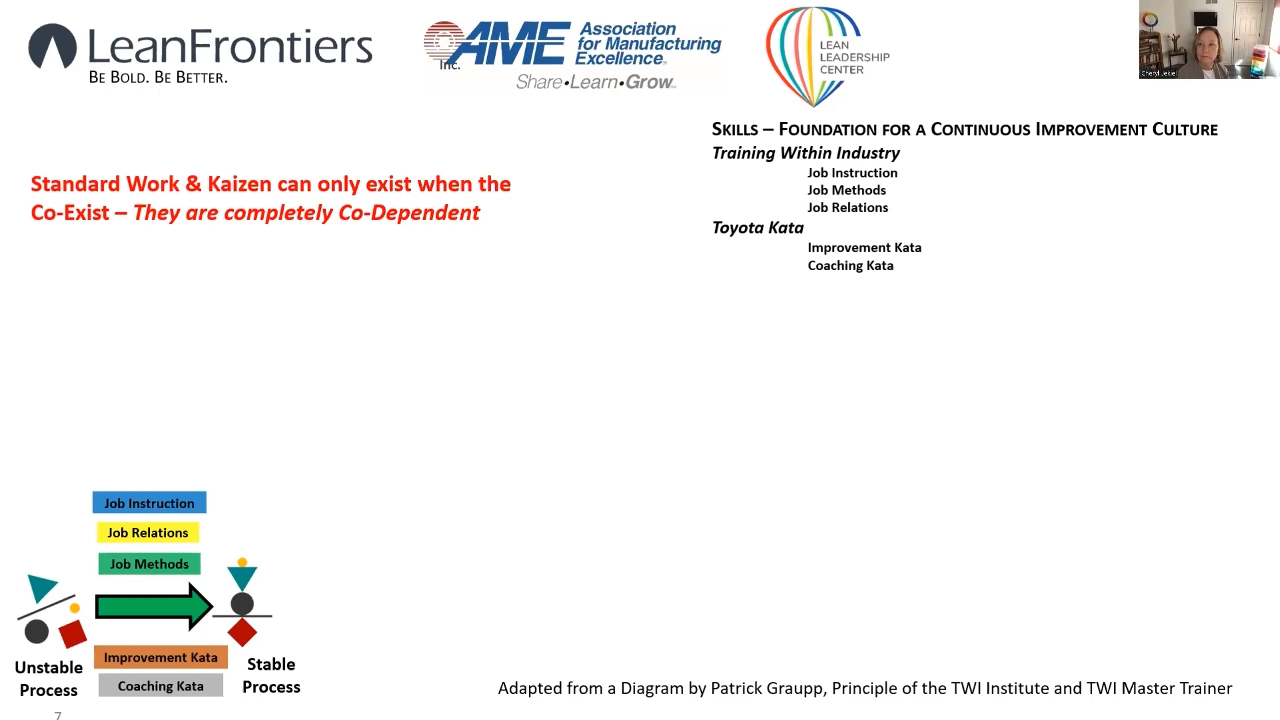 LeanFrontiers
BE BOLD. BE BETTER.
AME
Inc.
Association
for Manufacturing
Excellence
Share•Learn•Grow
LEAN
LEADERSHIP
CENTER
SKILLS – FOUNDATION FOR A CONTINUOUS IMPROVEMENT CULTURE
Training Within Industry
Job Instruction
Job Methods
Job Relations
Toyota Kata
Improvement Kata
Coaching Kata
Standard Work & Kaizen can only exist when the
Co-Exist – They are completely Co-Dependent
Job Instruction
Job Relations
Job Methods
Improvement Kata
Coaching Kata
Unstable
Process
Stable
Process
Adapted from a Diagram by Patrick Graupp, Principle of the TWI Institute and TWI Master Trainer
7